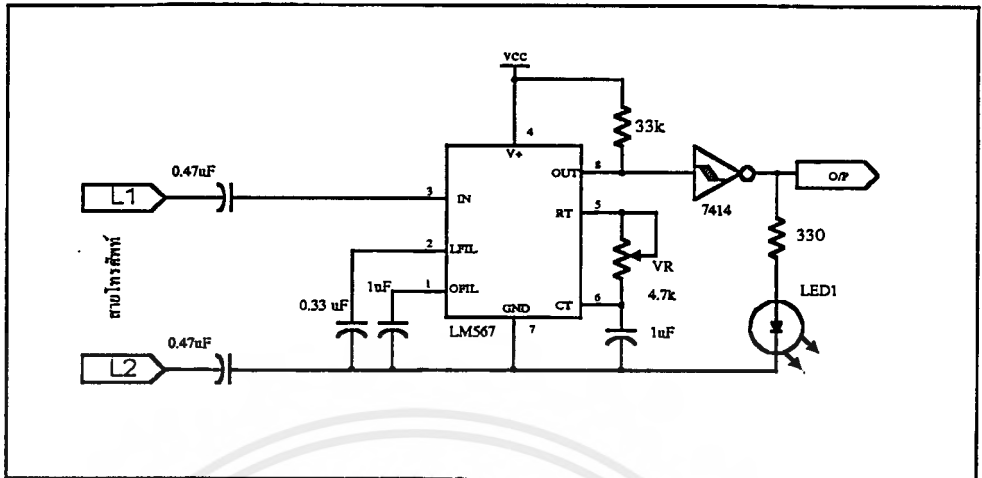 vcc
33k
4
V+
OUT
8
0.47uF
L1
3
IN
7414
O/P
RT
5
330
สายโทรศัพท์
2
LFIL
VR
4.7k
LED1
0.33 uF
1uF
1
OFIL
CT
6
GND
LM567
7
1uF
0.47uF
L2